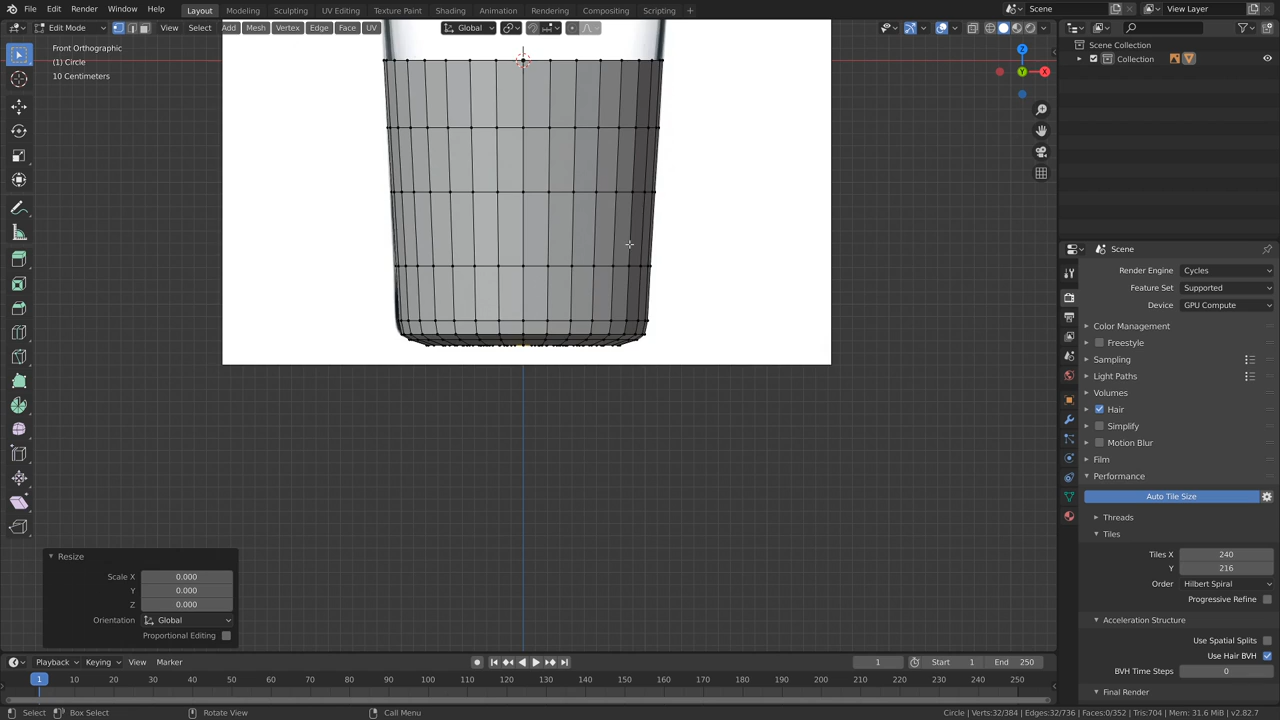 File Edit Render Window Help Layout Modeling Sculpting UV Editing Texture Paint Shading Animation Rendering Compositing Scripting + Scene View Layer
Edit Mode View Select Add Mesh Vertex Edge Face UV Global
Front Orthographic
(1) Circle
10 Centimeters
Z
Y
X
Scene Collection
Collection
Scene
Render Engine Cycles
Feature Set Supported
Device GPU Compute
Color Management
Freestyle
Sampling
Light Paths
Volumes
Hair
Simplify
Motion Blur
Film
Performance
Auto Tile Size
Threads
Tiles
Tiles X 240
Y 216
Order Hilbert Spiral
Progressive Refine
Acceleration Structure
Use Spatial Splits
Use Hair BVH
BVH Time Steps 0
Final Render
Resize
Scale X 0.000
Y 0.000
Z 0.000
Orientation Global
Proportional Editing
Playback Keying View Marker 1 Start 1 End 250
1 10 20 30 40 50 60 70 80 90 100 110 120 130 140 150 160 170 180 190 200 210 220 230 240 250
Select Box Select Rotate View Call Menu Circle | Verts:32/384 | Edges:32/736 | Faces:0/352 | Tris:704 | Mem: 31.6 MiB | v2.82.7